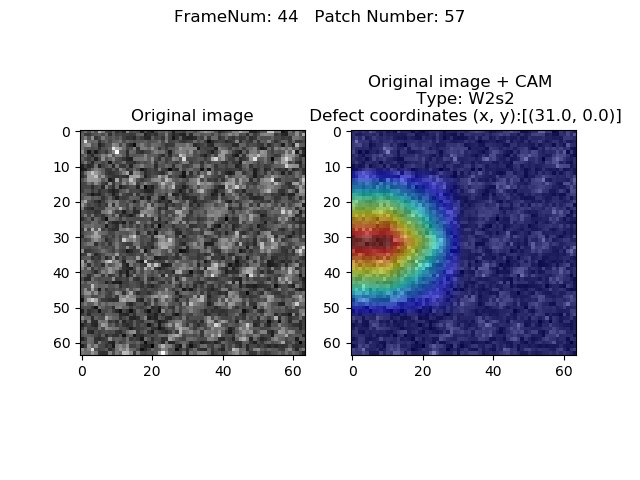 FrameNum: 44   Patch Number: 57
Original image
Original image + CAM
Type: W2s2
Defect coordinates (x, y):[(31.0, 0.0)]
0
10
20
30
40
50
60
0 20 40 60
0
10
20
30
40
50
60
0 20 40 60